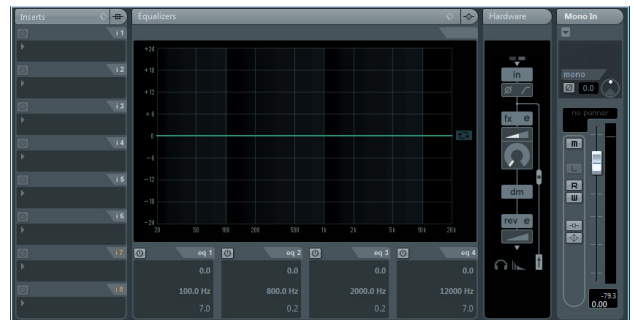 Inserts
i 1
i 2
i 3
i 4
i 5
i 6
i 7
i 8
Equalizers
+24
+18
+12
+6
0
-6
-12
-18
-24
20 50 100 200 500 1k 2k 5k 10k 20k
eq 1 eq 2 eq 3 eq 4
0.0 0.0 0.0 0.0
100.0 Hz 800.0 Hz 2000.0 Hz 12000 Hz
7.0 0.2 0.2 7.0
Hardware
in
fx e
dm
rev e
Mono In
mono
0.0
no panner
M
L
R
W
-79.3
0.00